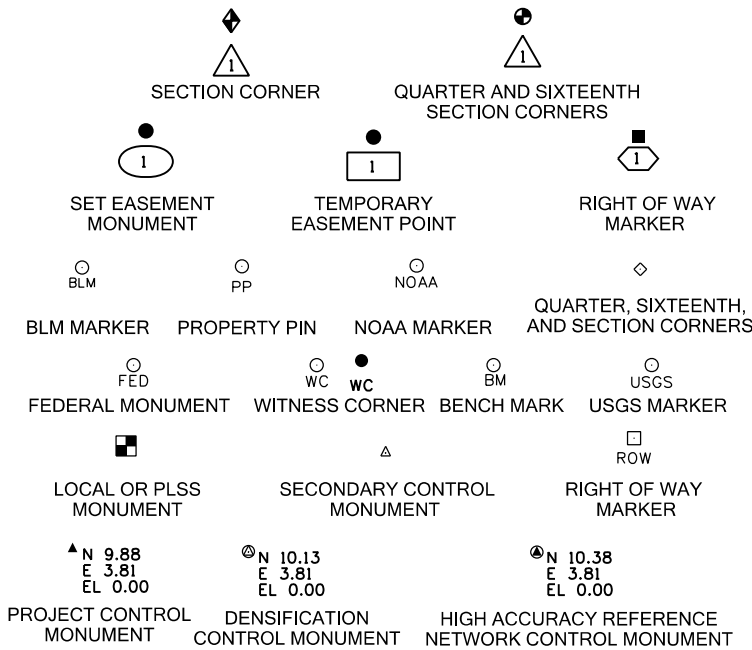 1
1
SECTION CORNER
QUARTER AND SIXTEENTH
SECTION CORNERS
1
1
1
SET EASEMENT
MONUMENT
TEMPORARY
EASEMENT POINT
RIGHT OF WAY
MARKER
BLM
PP
NOAA
BLM MARKER
PROPERTY PIN
NOAA MARKER
QUARTER, SIXTEENTH,
AND SECTION CORNERS
FED
WC
WC
BM
USGS
FEDERAL MONUMENT
WITNESS CORNER
BENCH MARK
USGS MARKER
ROW
LOCAL OR PLSS
MONUMENT
SECONDARY CONTROL
MONUMENT
RIGHT OF WAY
MARKER
N 9.88
E 3.81
EL 0.00
N 10.13
E 3.81
EL 0.00
N 10.38
E 3.81
EL 0.00
PROJECT CONTROL
MONUMENT
DENSIFICATION
CONTROL MONUMENT
HIGH ACCURACY REFERENCE
NETWORK CONTROL MONUMENT